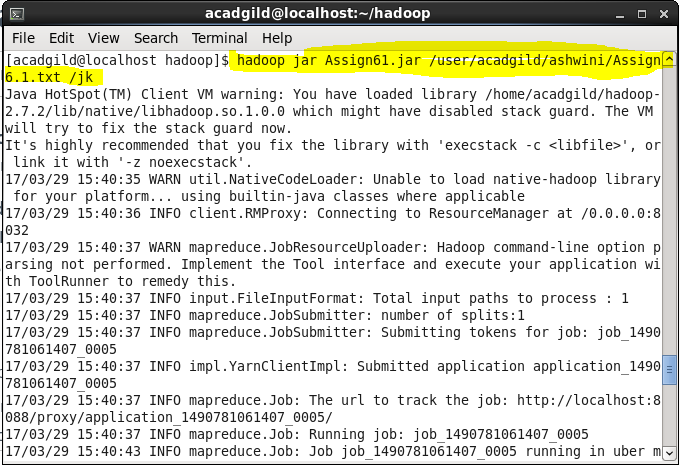 acadgild@localhost:~/hadoop
File Edit View Search Terminal Help
[acadgild@localhost hadoop]$ hadoop jar Assign61.jar /user/acadgild/ashwini/Assign
6.1.txt /jk
Java HotSpot(TM) Client VM warning: You have loaded library /home/acadgild/hadoop-
2.7.2/lib/native/libhadoop.so.1.0.0 which might have disabled stack guard. The VM
will try to fix the stack guard now.
It's highly recommended that you fix the library with 'execstack -c <libfile>', or
 link it with '-z noexecstack'.
17/03/29 15:40:35 WARN util.NativeCodeLoader: Unable to load native-hadoop library
 for your platform... using builtin-java classes where applicable
17/03/29 15:40:36 INFO client.RMProxy: Connecting to ResourceManager at /0.0.0.0:8
032
17/03/29 15:40:37 WARN mapreduce.JobResourceUploader: Hadoop command-line option p
arsing not performed. Implement the Tool interface and execute your application wi
th ToolRunner to remedy this.
17/03/29 15:40:37 INFO input.FileInputFormat: Total input paths to process : 1
17/03/29 15:40:37 INFO mapreduce.JobSubmitter: number of splits:1
17/03/29 15:40:37 INFO mapreduce.JobSubmitter: Submitting tokens for job: job_1490
781061407_0005
17/03/29 15:40:37 INFO impl.YarnClientImpl: Submitted application application_1490
781061407_0005
17/03/29 15:40:37 INFO mapreduce.Job: The url to track the job: http://localhost:8
088/proxy/application_1490781061407_0005/
17/03/29 15:40:37 INFO mapreduce.Job: Running job: job_1490781061407_0005
17/03/29 15:40:43 INFO mapreduce.Job: Job job_1490781061407_0005 running in uber m